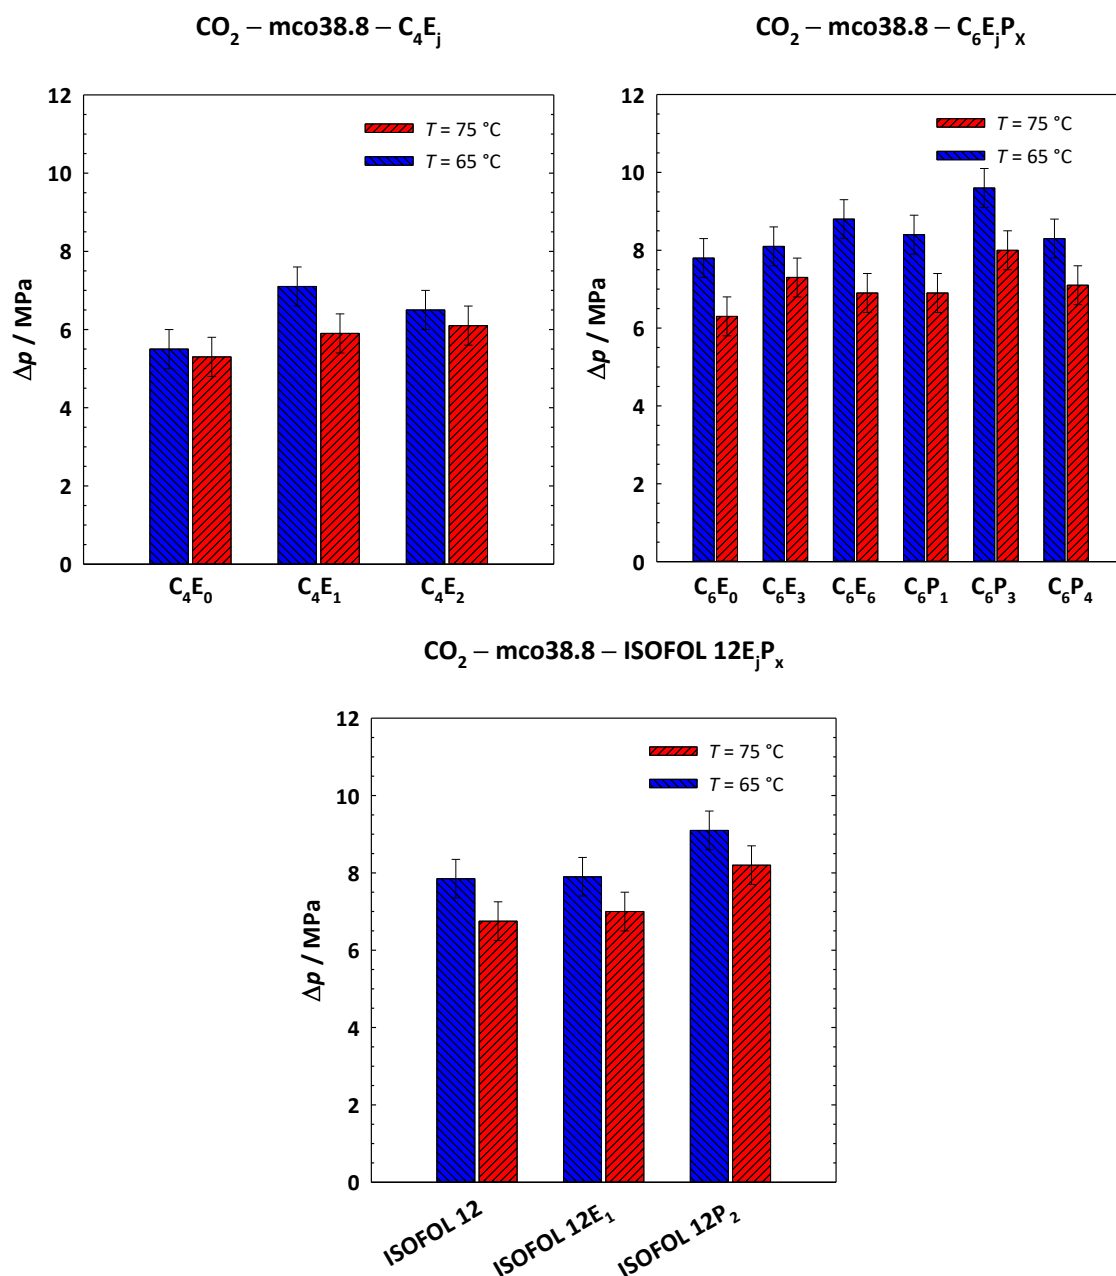 CO₂ – mco38.8 – C₄Eⱼ
12
10
8
6
4
2
0
Δp / MPa
T = 75 °C
T = 65 °C
C₄E₀ C₄E₁ C₄E₂
CO₂ – mco38.8 – C₆EⱼPₓ
12
10
8
6
4
2
0
Δp / MPa
T = 75 °C
T = 65 °C
C₆E₀ C₆E₃ C₆E₆ C₆P₁ C₆P₃ C₆P₄
CO₂ – mco38.8 – ISOFOL 12EⱼPₓ
12
10
8
6
4
2
0
Δp / MPa
T = 75 °C
T = 65 °C
ISOFOL 12
ISOFOL 12E₁
ISOFOL 12P₂